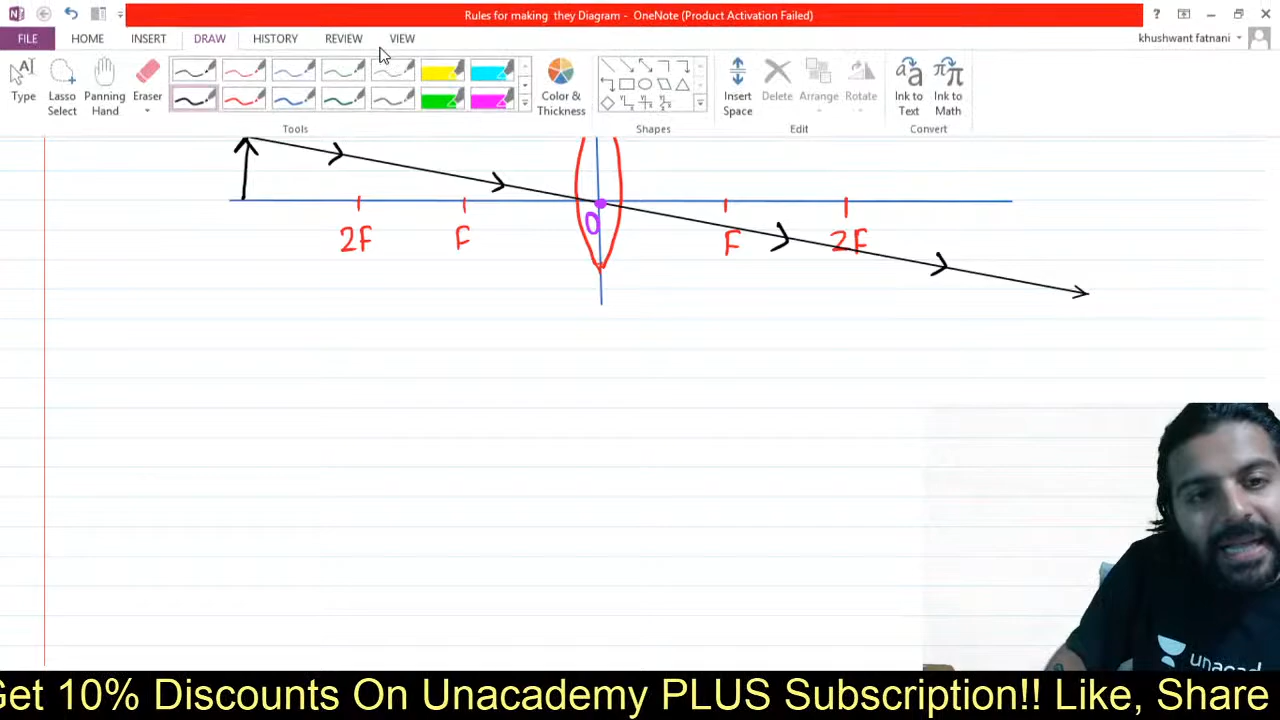 Rules for making they Diagram - OneNote (Product Activation Failed)
?
FILE HOME INSERT DRAW HISTORY REVIEW VIEW
khushwant fatnani
Type
Lasso Select
Panning Hand
Eraser
Color & Thickness
Insert Space
Delete
Arrange
Rotate
Ink to Text
Ink to Math
Tools
Shapes
Edit
Convert
2F F O F 2F
unacad
Get 10% Discounts On Unacademy PLUS Subscription!! Like, Share